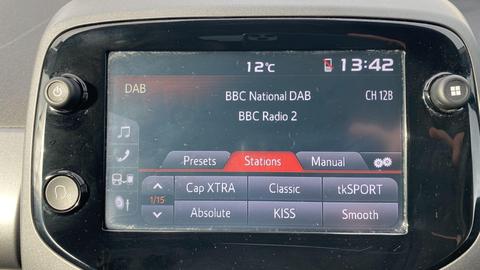 12°C 13:42
DAB
BBC National DAB CH 12B
BBC Radio 2
Presets Stations Manual
Cap XTRA Classic tkSPORT
1/15
Absolute KISS Smooth